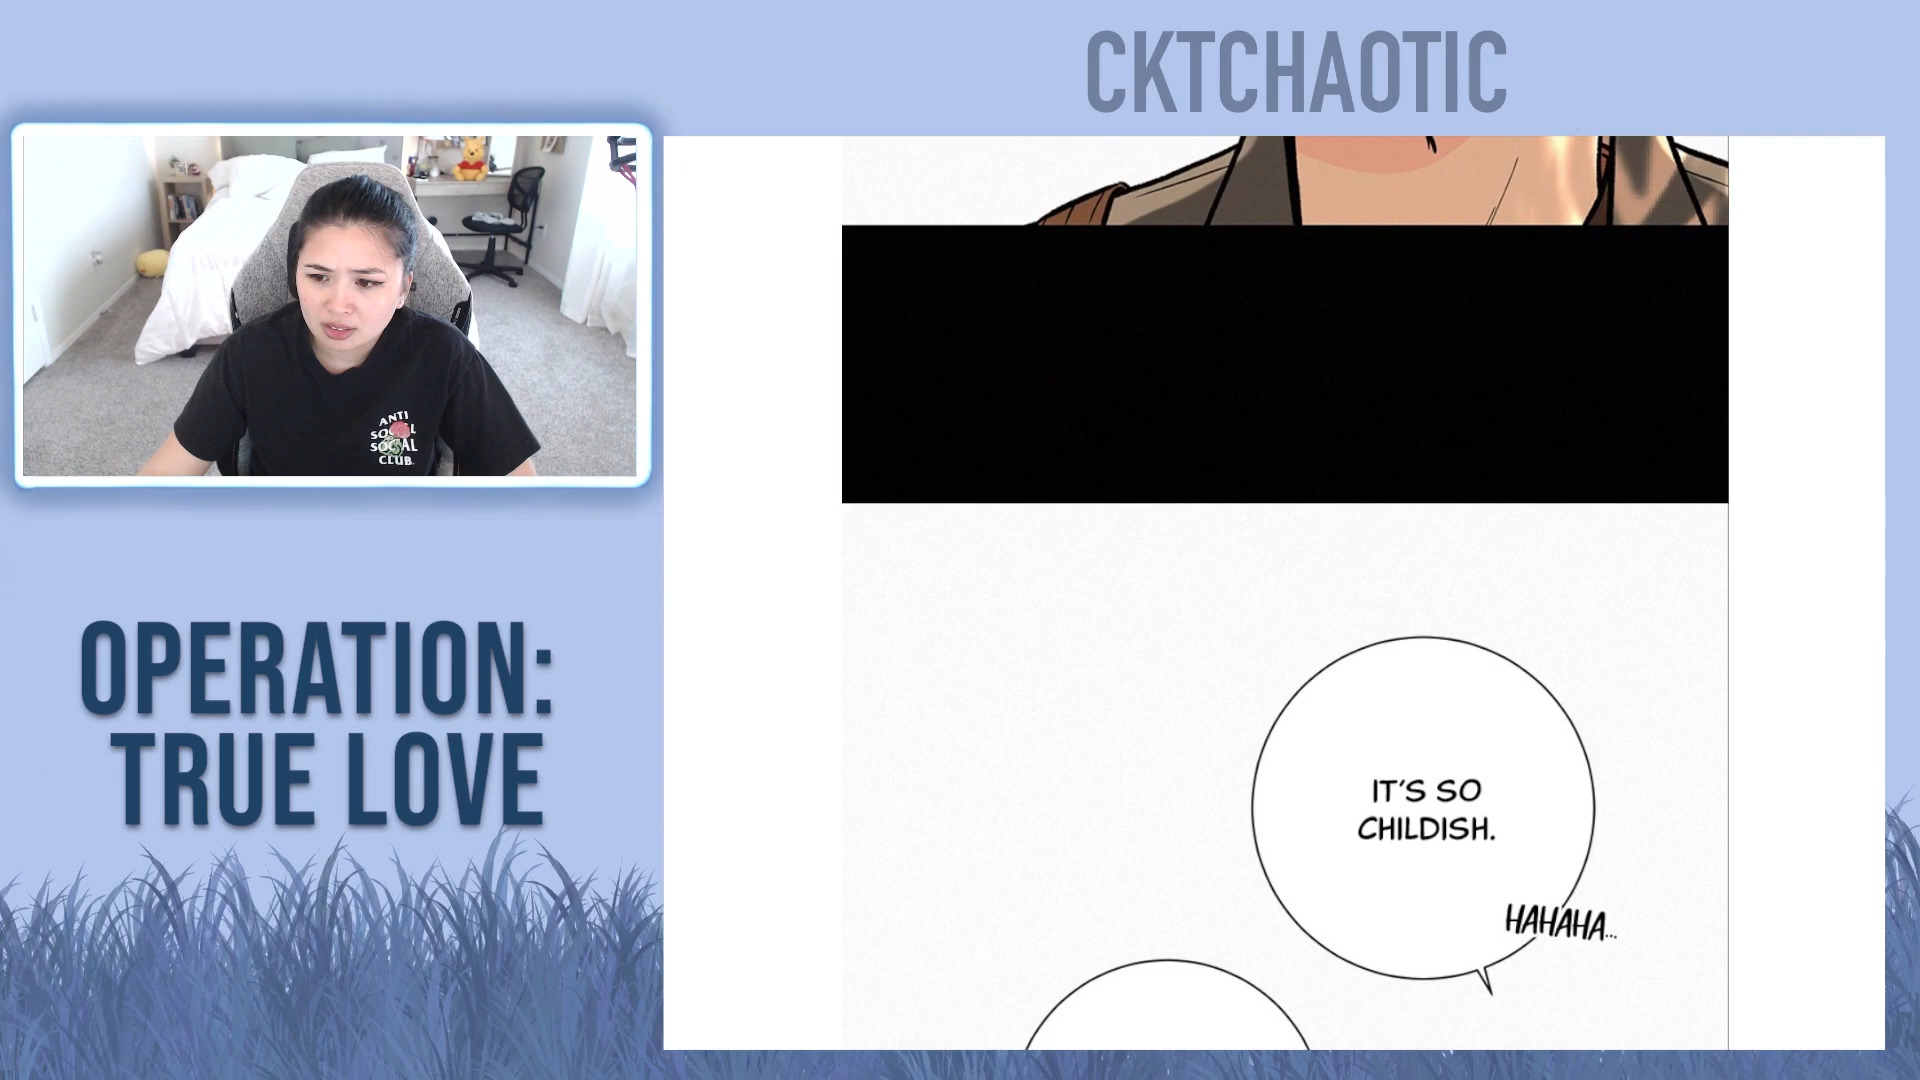 CKTCHAOTIC
ANTI
SOCIAL
SOCIAL
CLUB
OPERATION:
TRUE LOVE
IT'S SO
CHILDISH.
HAHAHA...